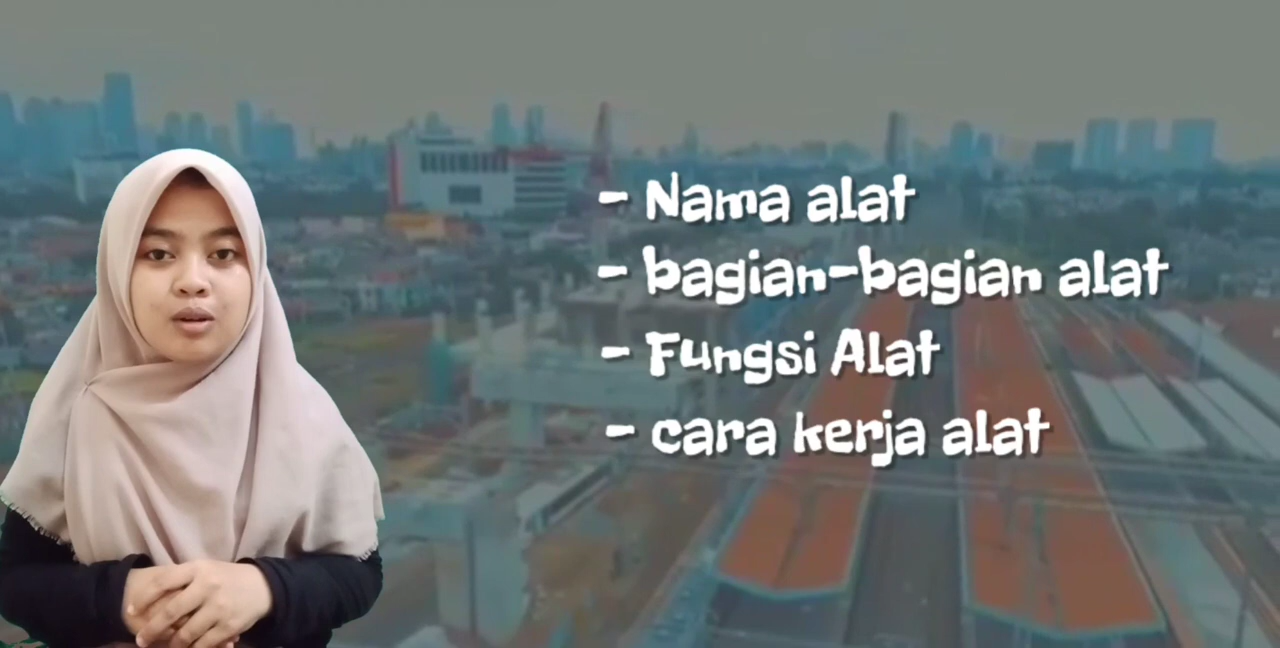 - Nama alat
- bagian-bagian alat
- Fungsi Alat
- cara kerja alat